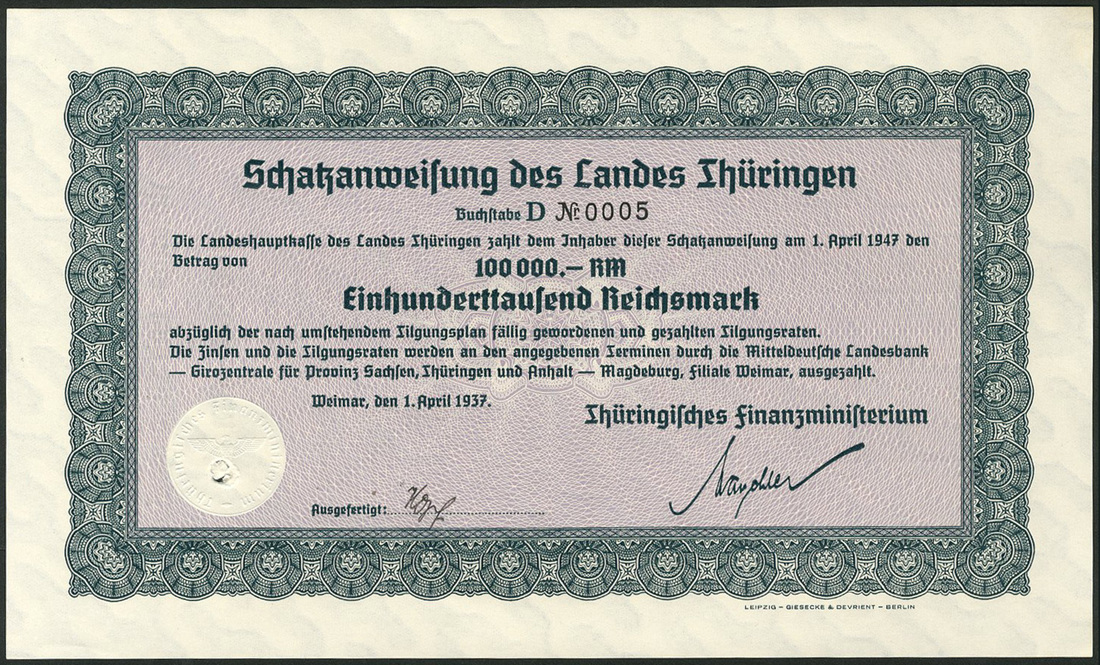 Schatzanweisung des Landes Thüringen
Buchstabe D № 0005
Die Landeshauptkasse des Landes Thüringen zahlt dem Inhaber dieser Schatzanweisung am 1. April 1947 den
Betrag von
100 000.— RM
Einhunderttausend Reichsmark
abzüglich der nach umstehendem Tilgungsplan fällig gewordenen und gezahlten Tilgungsraten.
Die Zinsen und die Tilgungsraten werden an den angegebenen Terminen durch die Mitteldeutsche Landesbank
— Girozentrale für Provinz Sachsen, Thüringen und Anhalt — Magdeburg, Filiale Weimar, ausgezahlt.
Weimar, den 1. April 1937.
Thüringisches Finanzministerium
Ausgefertigt:
LEIPZIG – GIESECKE & DEVRIENT – BERLIN